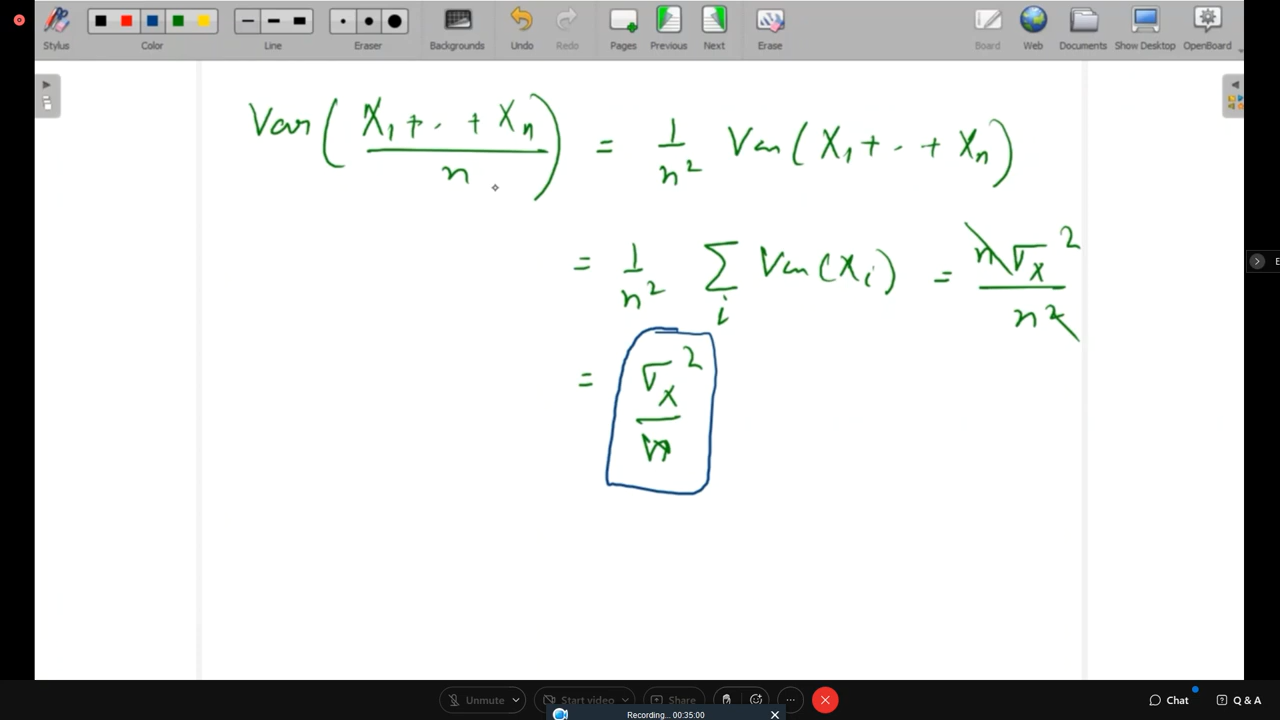 Stylus Color Line Eraser Backgrounds Undo Redo Pages Previous Next Erase Board Web Documents Show Desktop OpenBoard
Var( (X₁ + . . + Xₙ) / n ) = 1/n² Var(X₁ + . . + Xₙ)
= 1/n² Σᵢ Var(Xᵢ) = nσₓ² / n²
= σₓ² / n
E
Unmute Start video Share ... Chat Q & A
Recording... 00:35:00